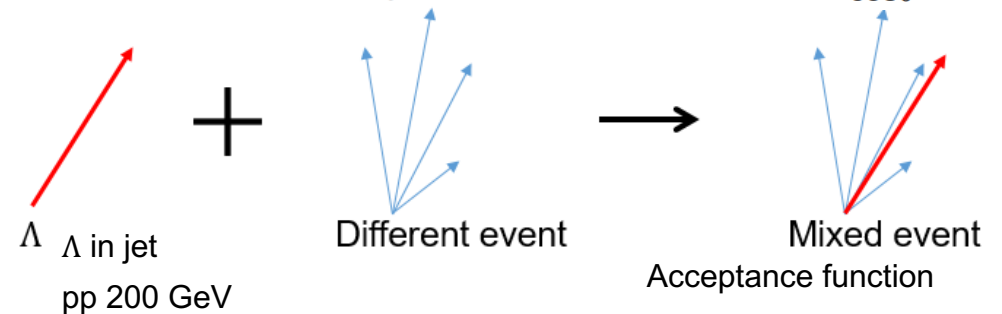 Λ
Λ in jet
pp 200 GeV
Different event
Mixed event
Acceptance function